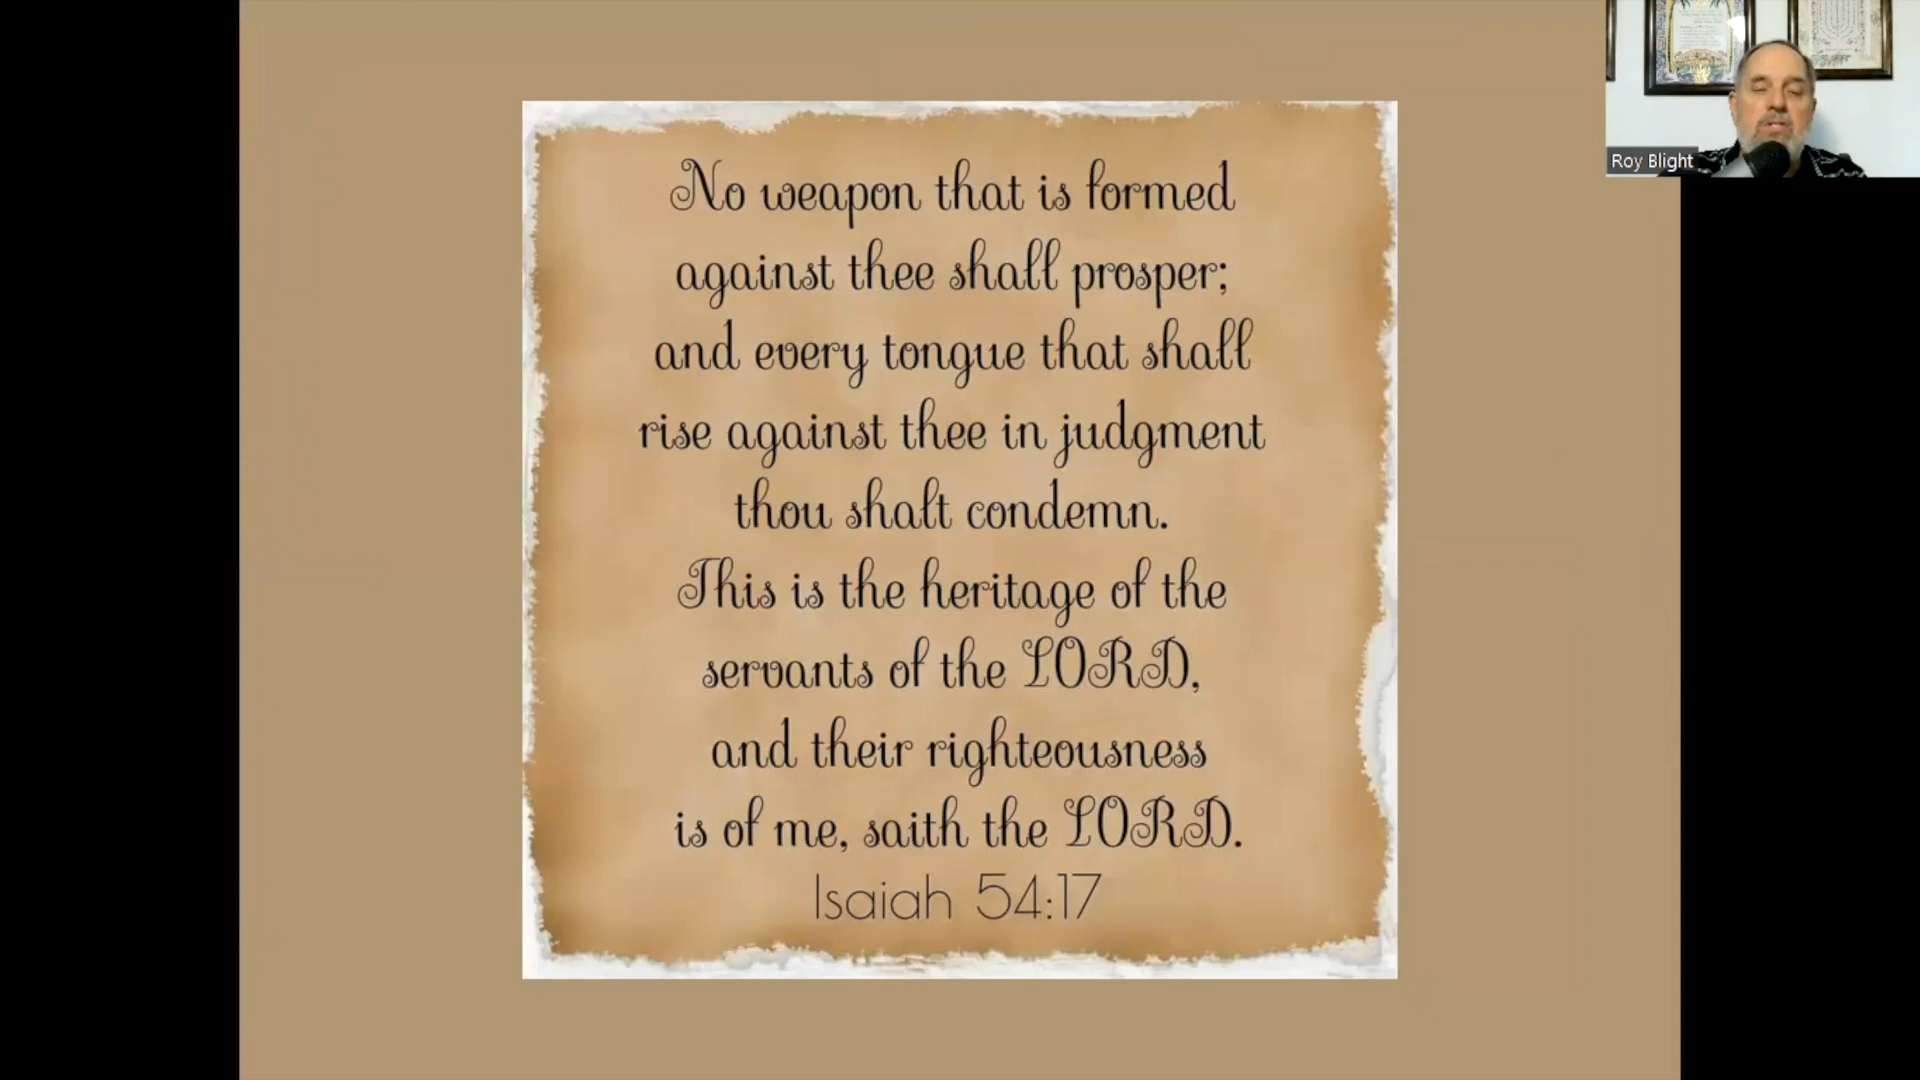 No weapon that is formed
against thee shall prosper;
and every tongue that shall
rise against thee in judgment
thou shalt condemn.
This is the heritage of the
servants of the LORD,
and their righteousness
is of me, saith the LORD.
Isaiah 54:17
Roy Blight